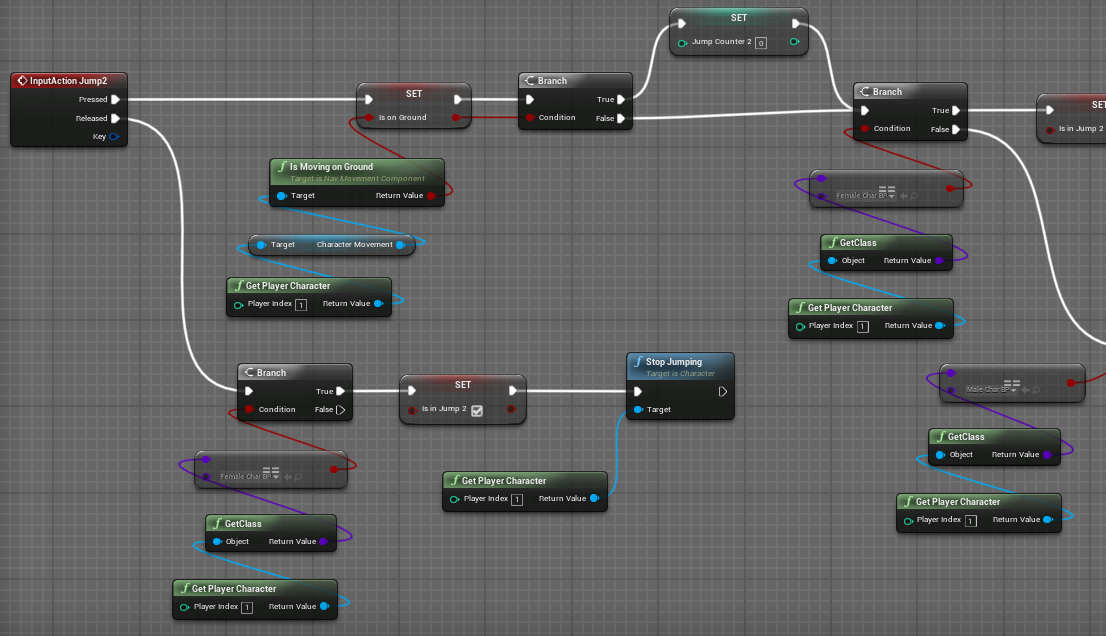 SET
Jump Counter 2 0
InputAction Jump2
Pressed
Released
Key
SET
Is on Ground
Branch
True
Condition False
Branch
True
Condition False
SET
Is in Jump 2
Is Moving on Ground
Target is Nav Movement Component
Target Return Value
Target Character Movement
Get Player Character
Player Index 1 Return Value
==
Female Char BP
GetClass
Object Return Value
Get Player Character
Player Index 1 Return Value
Branch
True
Condition False
SET
Is in Jump 2
Stop Jumping
Target is Character
Target
Get Player Character
Player Index 1 Return Value
==
Female Char BP
GetClass
Object Return Value
Get Player Character
Player Index 1 Return Value
==
Male Char BP
GetClass
Object Return Value
Get Player Character
Player Index 1 Return Value